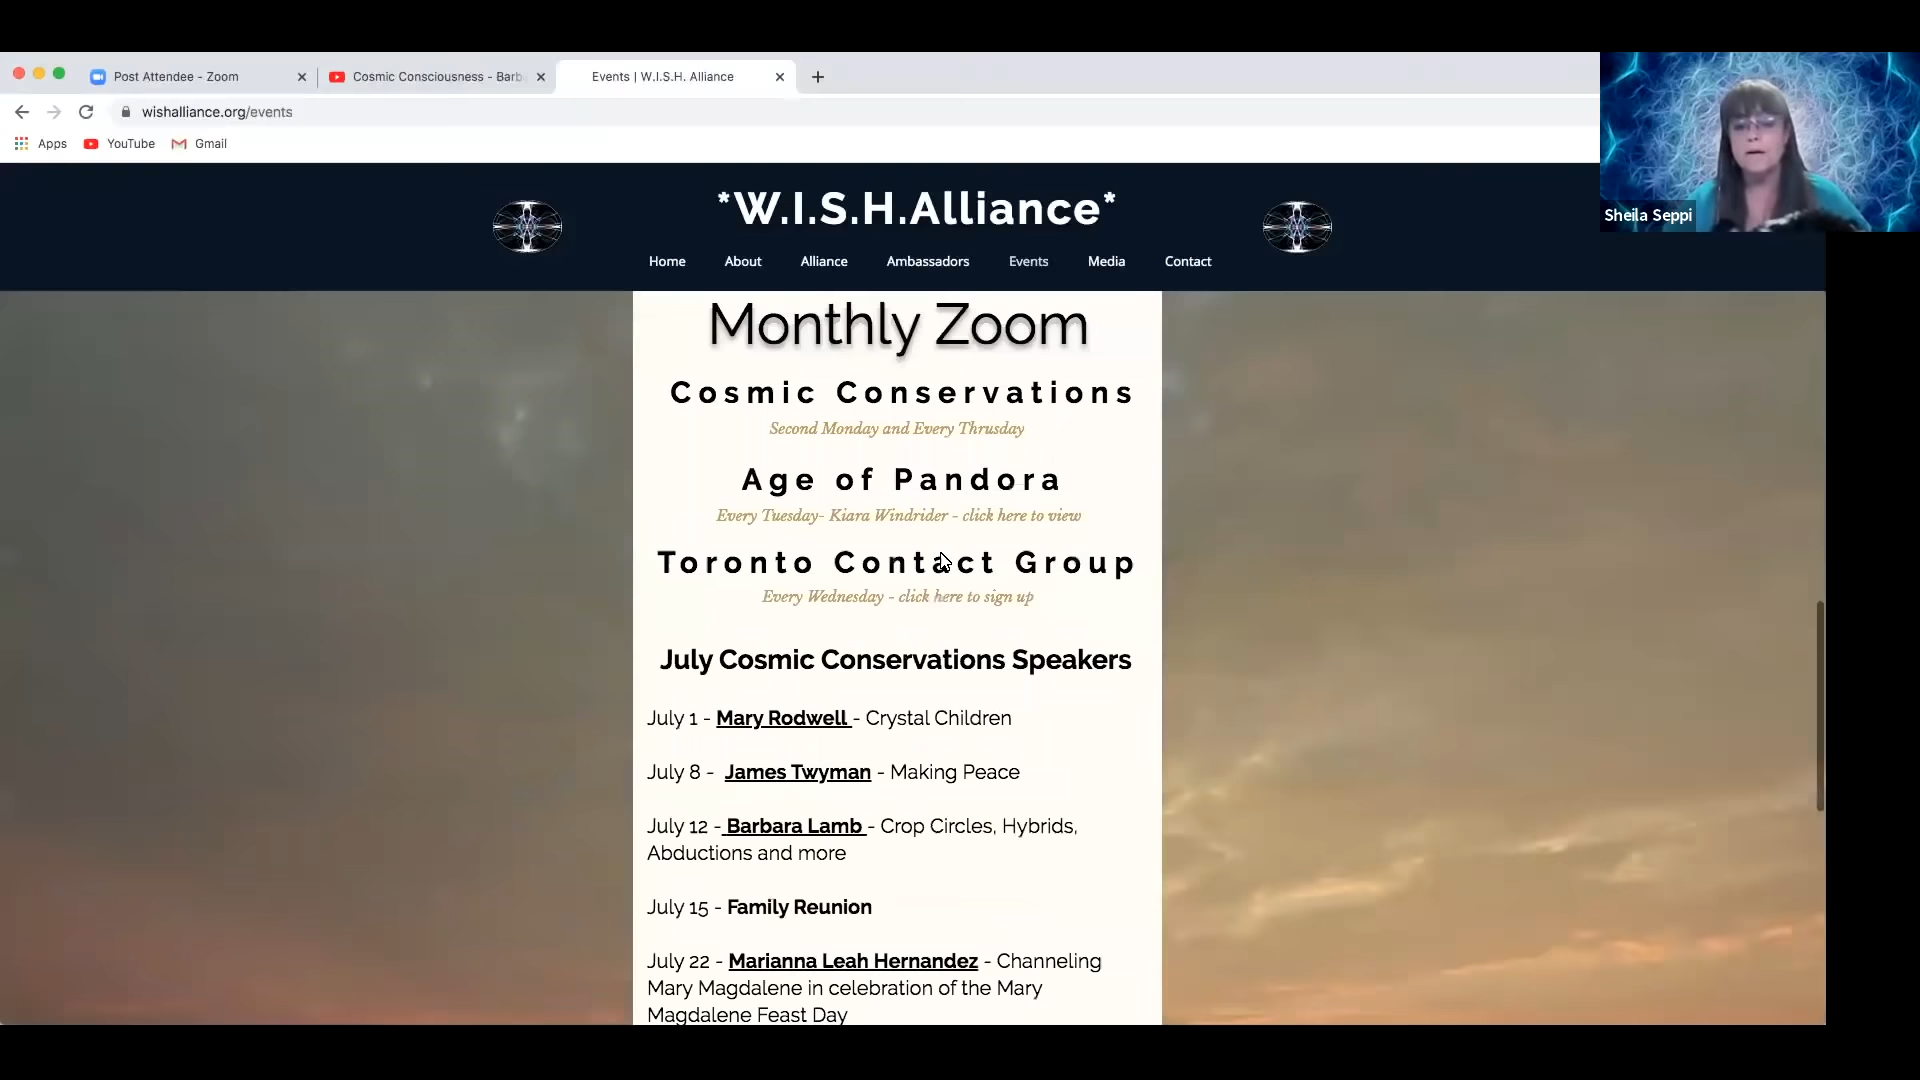 Post Attendee - Zoom
Cosmic Consciousness - Barb
Events | W.I.S.H. Alliance
wishalliance.org/events
Apps
YouTube
Gmail
Sheila Seppi
*W.I.S.H.Alliance*
Home
About
Alliance
Ambassadors
Events
Media
Contact
Monthly Zoom
Cosmic Conservations
Second Monday and Every Thrusday
Age of Pandora
Every Tuesday- Kiara Windrider - click here to view
Toronto Contact Group
Every Wednesday - click here to sign up
July Cosmic Conservations Speakers
July 1 - Mary Rodwell - Crystal Children
July 8 - James Twyman - Making Peace
July 12 - Barbara Lamb - Crop Circles, Hybrids,
Abductions and more
July 15 - Family Reunion
July 22 - Marianna Leah Hernandez - Channeling
Mary Magdalene in celebration of the Mary
Magdalene Feast Day